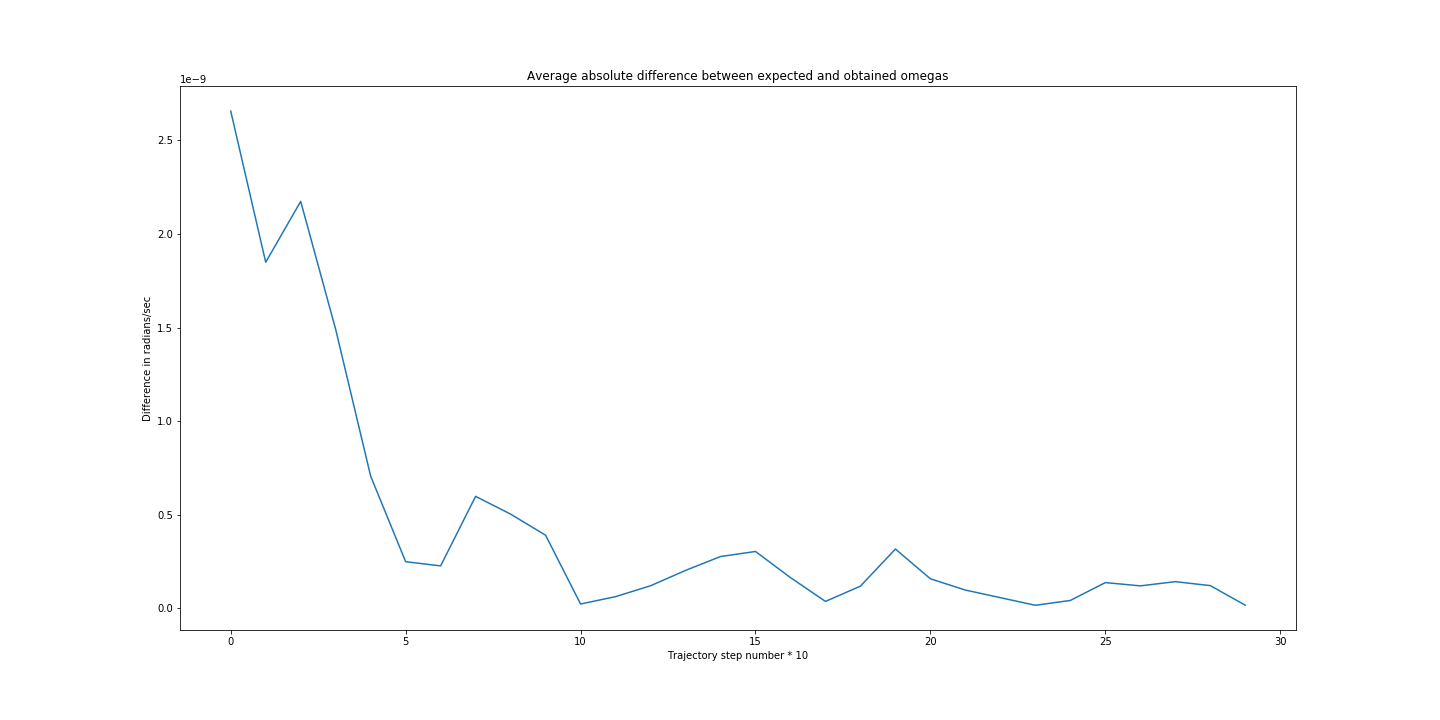 Average absolute difference between expected and obtained omegas
1e−9
2.5
2.0
1.5
1.0
0.5
0.0
Difference in radians/sec
0 5 10 15 20 25 30
Trajectory step number * 10